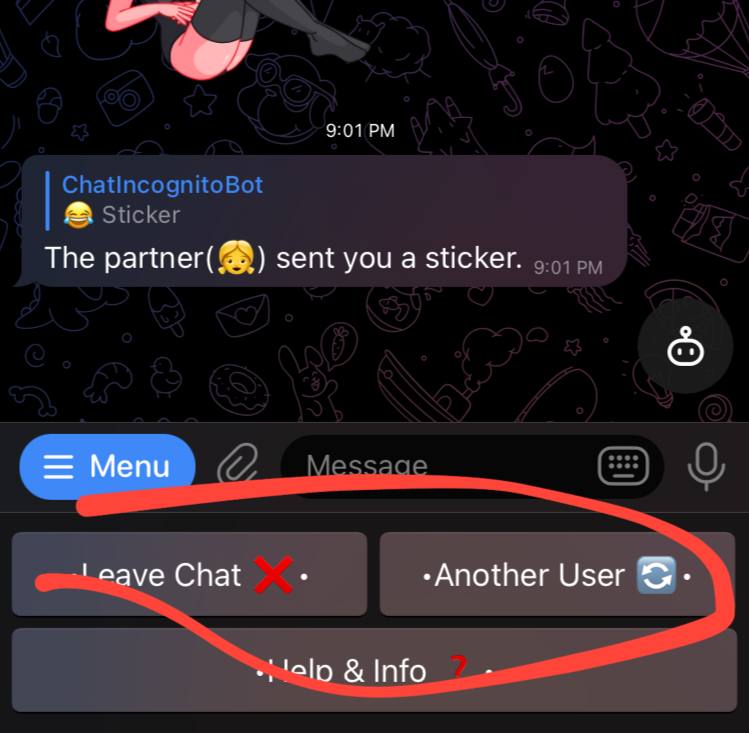 9:01 PM
ChatIncognitoBot
😂 Sticker
The partner(👧) sent you a sticker. 9:01 PM
Menu
Message
•Leave Chat ❌•
•Another User 🔄•
•Help & Info ❓•